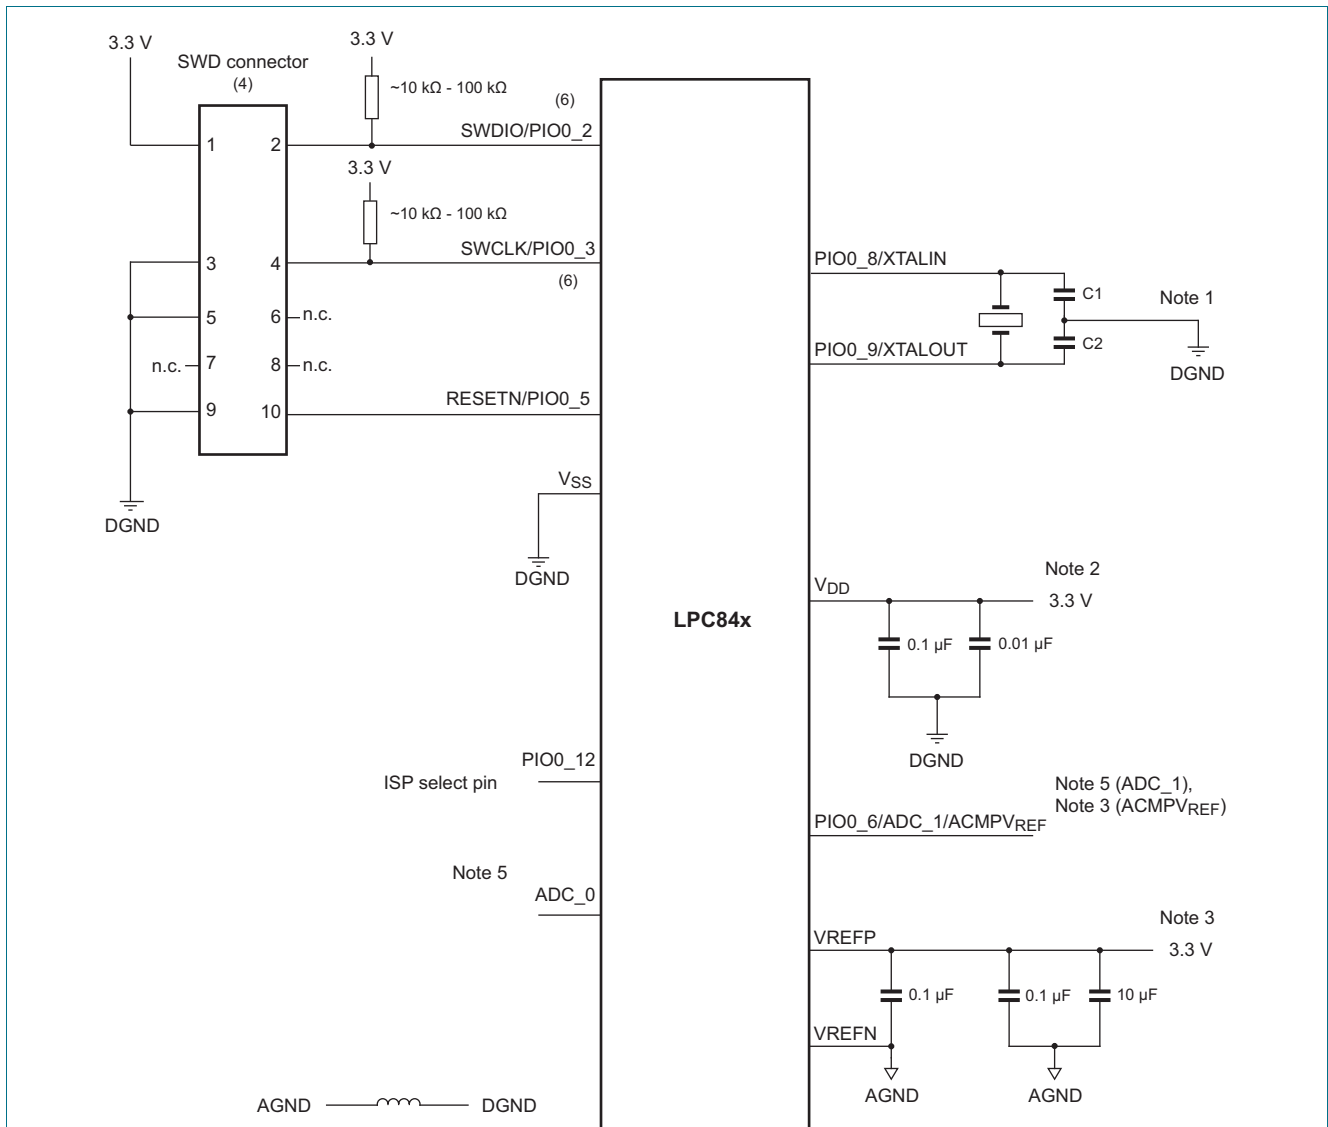 3.3 V
SWD connector
(4)
3.3 V
~10 kΩ - 100 kΩ
(6)
SWDIO/PIO0_2
1
2
3.3 V
~10 kΩ - 100 kΩ
SWCLK/PIO0_3
(6)
3
4
5
6
n.c.
n.c.
7
8
n.c.
9
10
RESETN/PIO0_5
DGND
VSS
DGND
LPC84x
PIO0_8/XTALIN
C1
Note 1
C2
PIO0_9/XTALOUT
DGND
Note 2
VDD
3.3 V
0.1 µF
0.01 µF
DGND
PIO0_12
ISP select pin
Note 5 (ADC_1),
Note 3 (ACMPVREF)
PIO0_6/ADC_1/ACMPVREF
Note 5
ADC_0
Note 3
VREFP
3.3 V
0.1 µF
0.1 µF
10 µF
VREFN
AGND
AGND
AGND
DGND